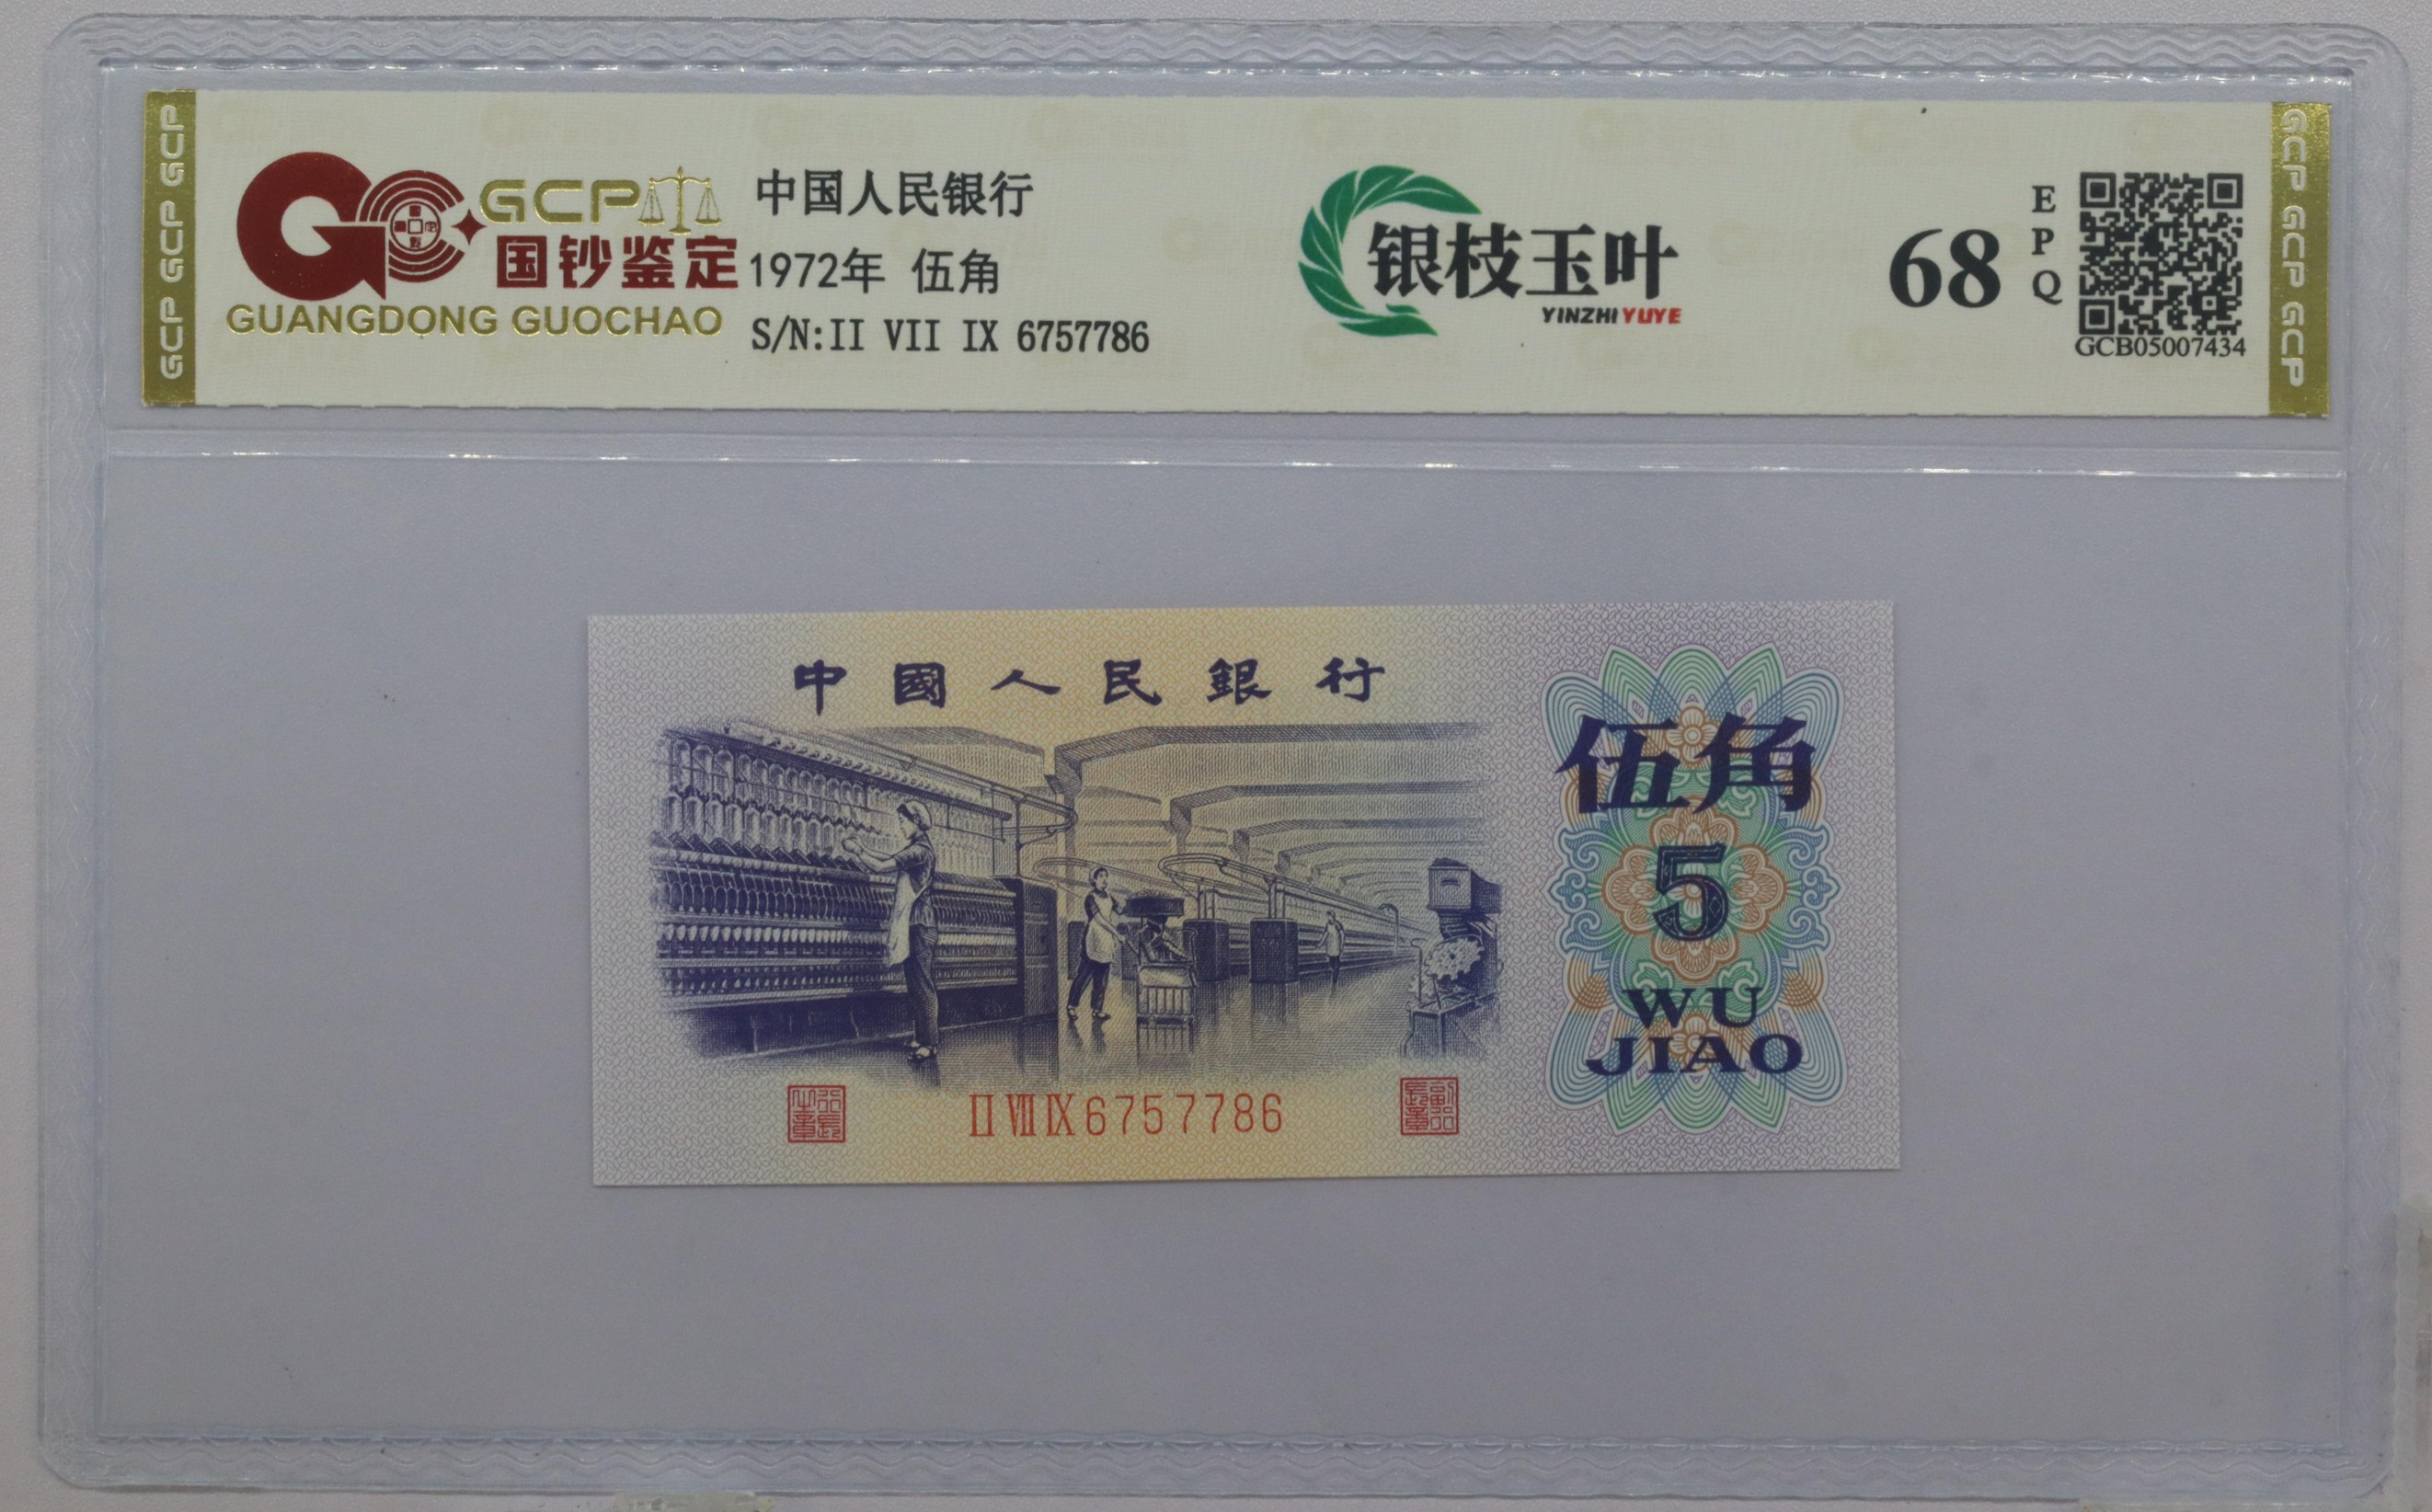 GCP GCP GCP
GCP
国钞鉴定
GUANGDONG GUOCHAO
中国人民银行
1972年 伍角
S/N:II VII IX 6757786
银枝玉叶
YINZHI YUYE
68
EPQ
GCB05007434
GCP GCP GCP
中國人民銀行
伍角
5
WU
JIAO
II VII IX 6757786